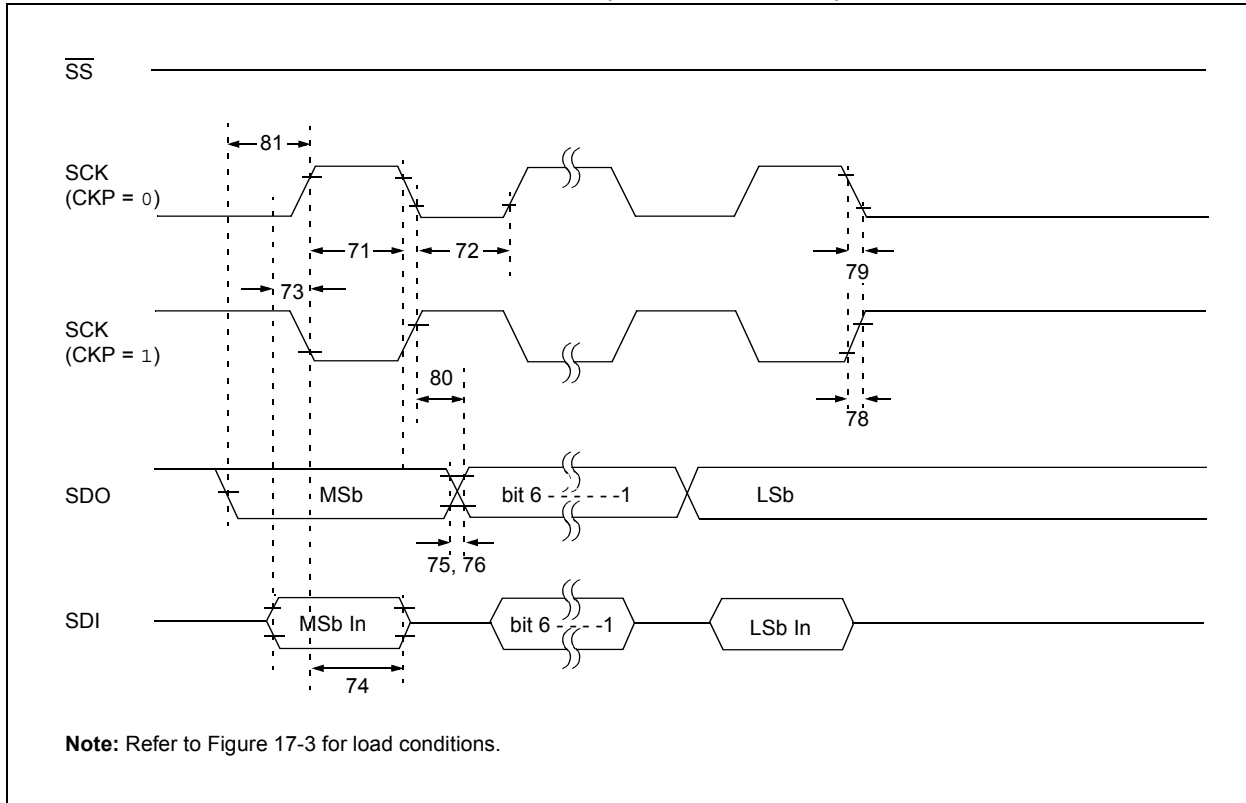 SS
81
SCK
(CKP = 0)
71
72
79
73
SCK
(CKP = 1)
80
78
SDO
MSb
bit 6 - - - - - -1
LSb
75, 76
SDI
MSb In
bit 6 - - - -1
LSb In
74
Note: Refer to Figure 17-3 for load conditions.